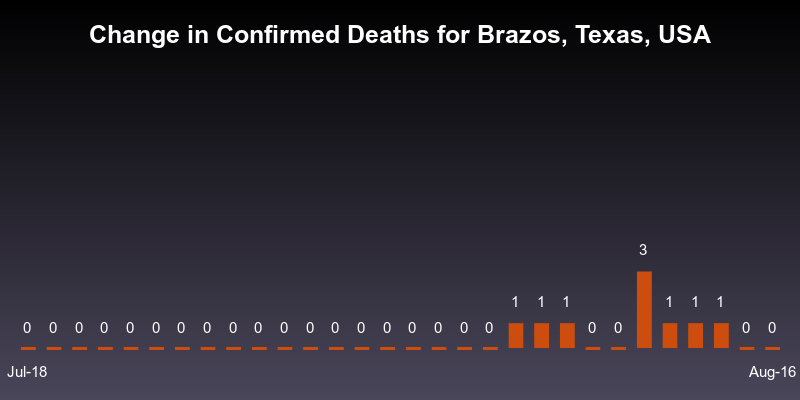 Change in Confirmed Deaths for Brazos, Texas, USA
3
1 1 1 1 1 1
0 0 0 0 0 0 0 0 0 0 0 0 0 0 0 0 0 0 0 0 0 0 0
Jul-18 Aug-16